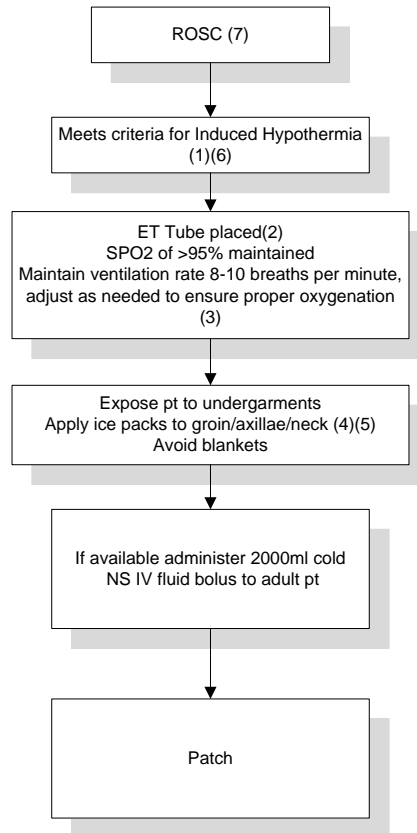 ROSC (7)
Meets criteria for Induced Hypothermia
(1)(6)
ET Tube placed(2)
SPO2 of >95% maintained
Maintain ventilation rate 8-10 breaths per minute,
adjust as needed to ensure proper oxygenation
(3)
Expose pt to undergarments
Apply ice packs to groin/axillae/neck (4)(5)
Avoid blankets
If available administer 2000ml cold
NS IV fluid bolus to adult pt
Patch